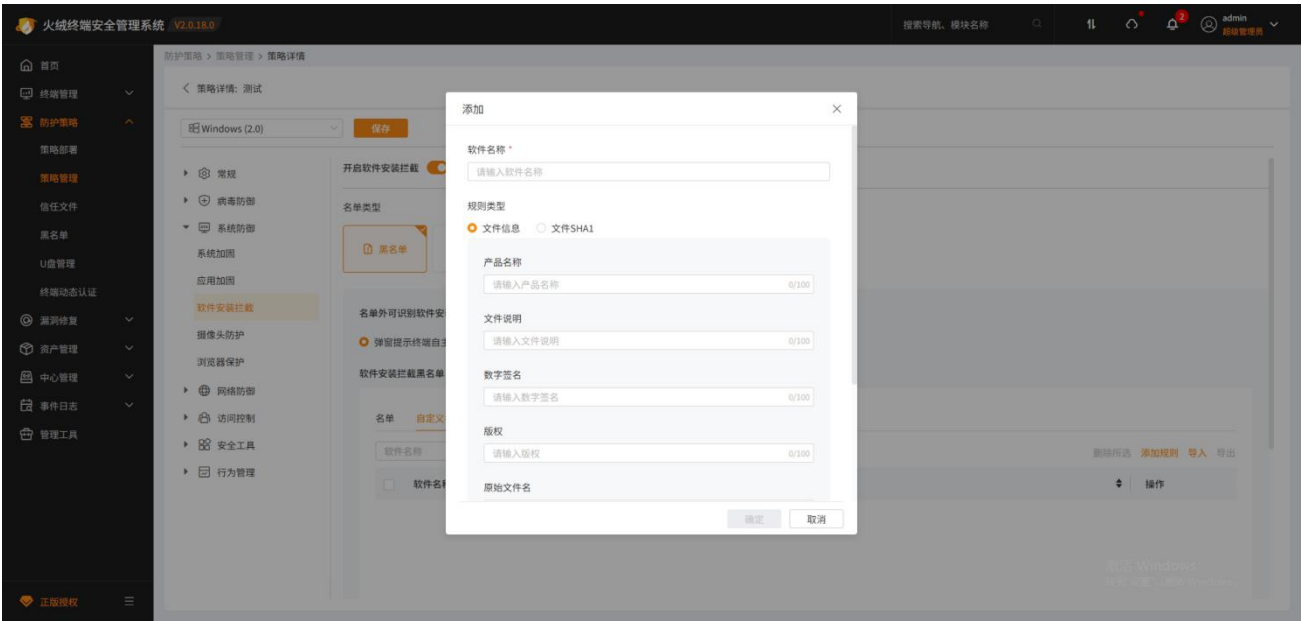 火绒终端安全管理系统 V2.0.18.0
搜索导航、模块名称
2
admin
超级管理员
首页
终端管理
防护策略
策略部署
策略管理
信任文件
黑名单
U盘管理
终端动态认证
漏洞修复
资产管理
中心管理
事件日志
管理工具
正版授权
防护策略 > 策略管理 > 策略详情
策略详情: 测试
Windows (2.0)
保存
常规
病毒防御
系统防御
系统加固
应用加固
软件安装拦截
摄像头防护
浏览器保护
网络防御
访问控制
安全工具
行为管理
开启软件安装拦截
名单类型
黑名单
名单外可识别软件安
弹窗提示终端自主
软件安装拦截黑名单
名单 自定义
软件名称
删除所选 添加规则 导入 导出
软件名称
操作
添加
软件名称 *
请输入软件名称
规则类型
文件信息 文件SHA1
产品名称
请输入产品名称 0/100
文件说明
请输入文件说明 0/100
数字签名
请输入数字签名 0/100
版权
请输入版权 0/100
原始文件名
确定 取消
激活 Windows